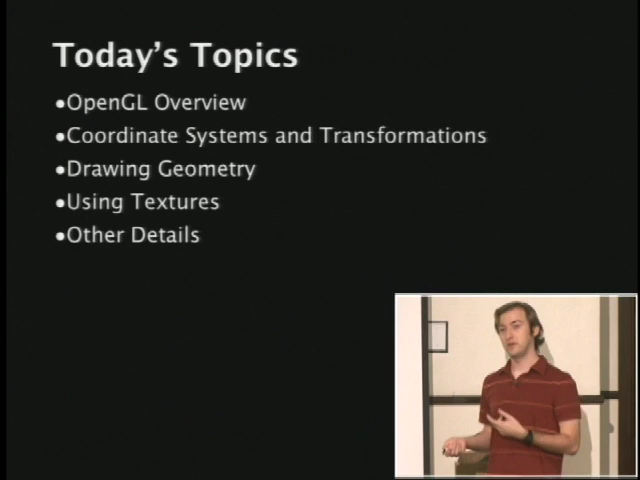 Today's Topics
•OpenGL Overview
•Coordinate Systems and Transformations
•Drawing Geometry
•Using Textures
•Other Details